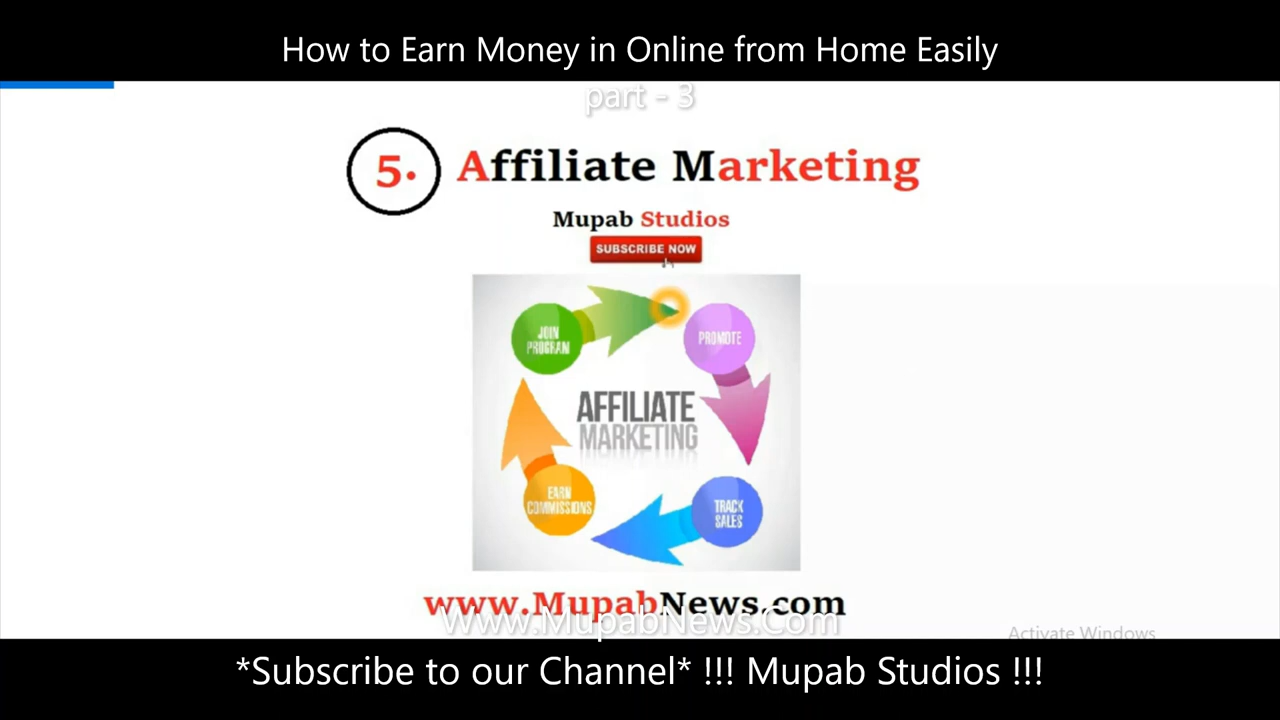 How to Earn Money in Online from Home Easily
part - 3
5. Affiliate Marketing
Mupab Studios
SUBSCRIBE NOW
JOIN
PROGRAM
PROMOTE
AFFILIATE
MARKETING
EARN
COMMISSIONS
TRACK
SALES
www.MupabNews.com
Www.MupabNews.Com
Activate Windows
*Subscribe to our Channel* !!! Mupab Studios !!!